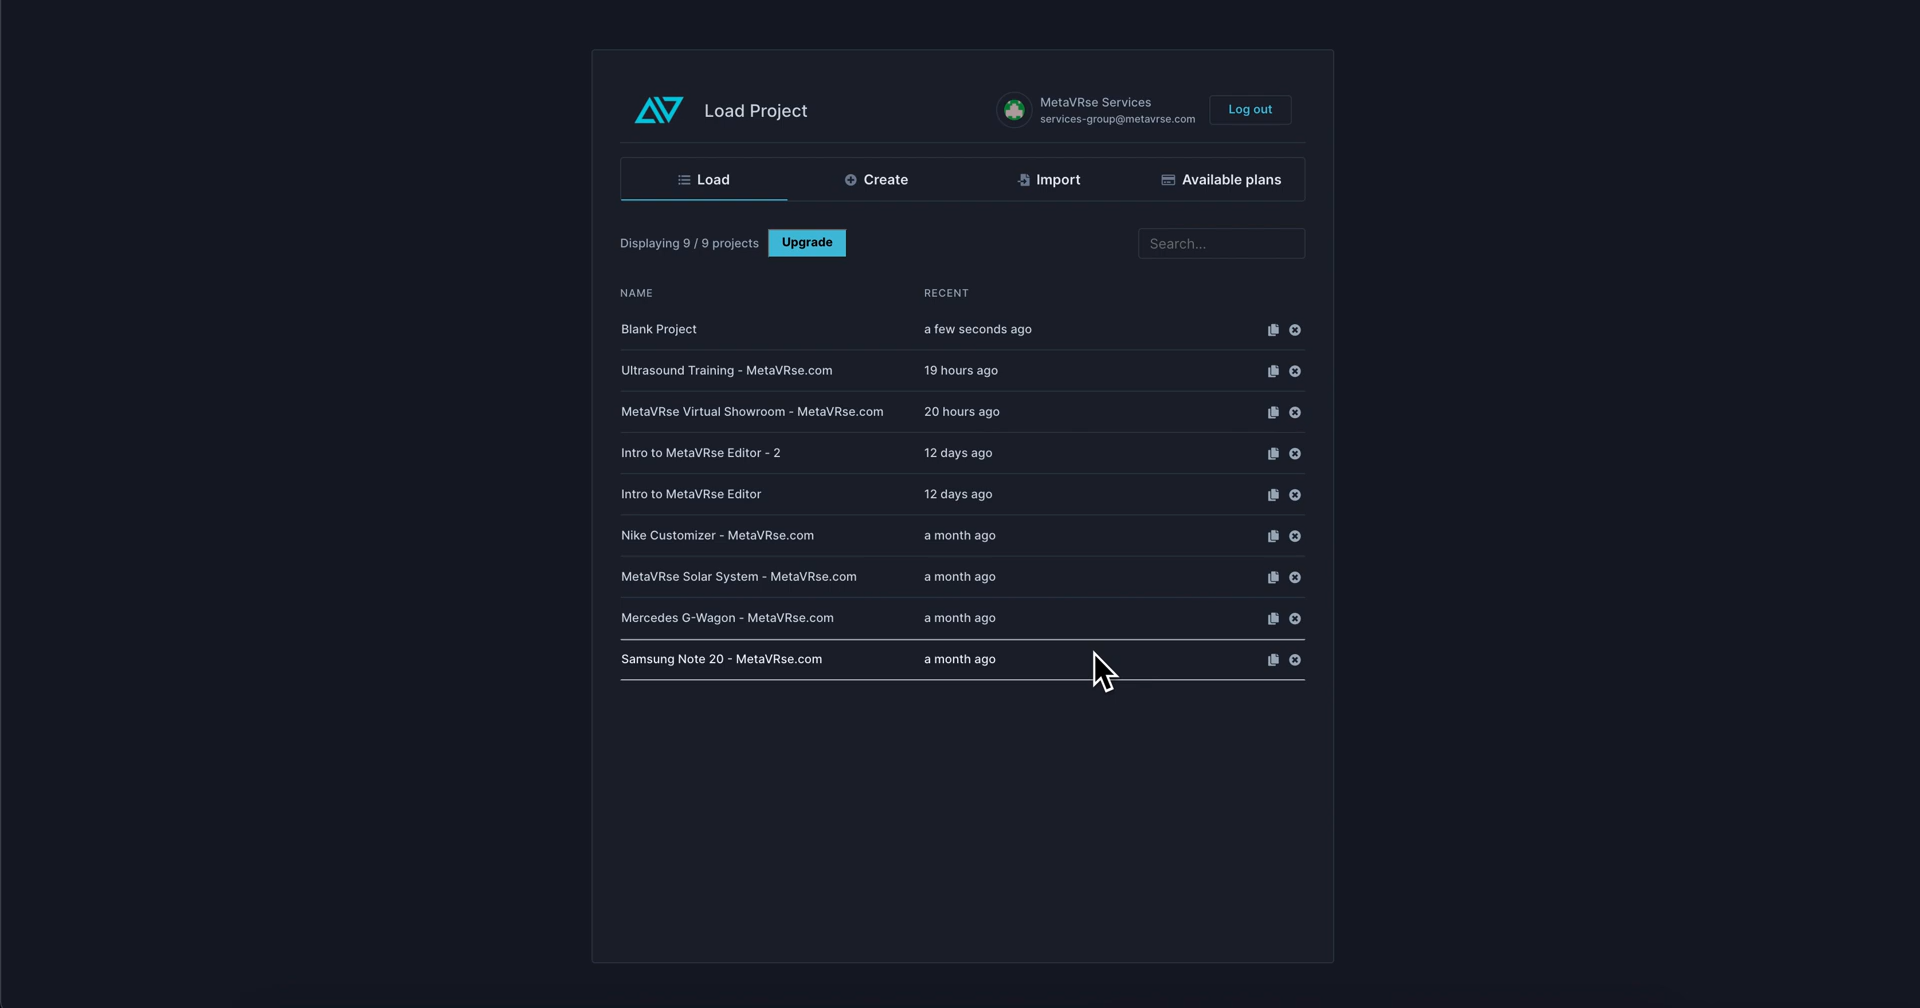 Load Project
MetaVRse Services
services-group@metavrse.com
Log out
Load
Create
Import
Available plans
Displaying 9 / 9 projects
Upgrade
Search...
NAME RECENT
Blank Project a few seconds ago
Ultrasound Training - MetaVRse.com 19 hours ago
MetaVRse Virtual Showroom - MetaVRse.com 20 hours ago
Intro to MetaVRse Editor - 2 12 days ago
Intro to MetaVRse Editor 12 days ago
Nike Customizer - MetaVRse.com a month ago
MetaVRse Solar System - MetaVRse.com a month ago
Mercedes G-Wagon - MetaVRse.com a month ago
Samsung Note 20 - MetaVRse.com a month ago